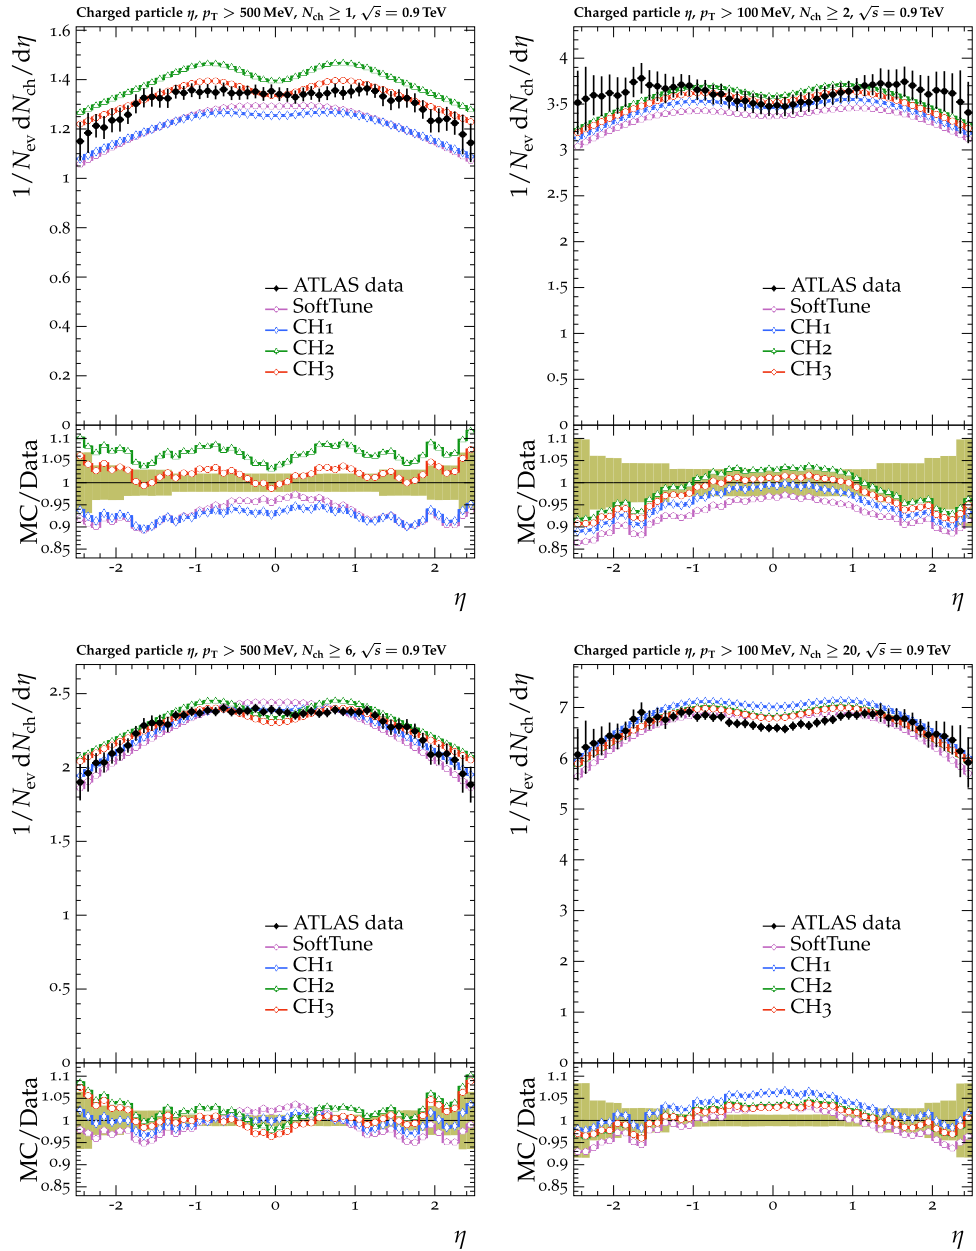 Charged particle η, pT > 500 MeV, Nch ≥ 1, √s = 0.9 TeV
1/Nev dNch/dη
1.6
1.4
1.2
1
0.8
0.6
0.4
0.2
0
ATLAS data
SoftTune
CH1
CH2
CH3
MC/Data
1.1
1.05
1
0.95
0.9
0.85
-2 -1 0 1 2
η
Charged particle η, pT > 100 MeV, Nch ≥ 2, √s = 0.9 TeV
1/Nev dNch/dη
4
3.5
3
2.5
2
1.5
1
0.5
0
ATLAS data
SoftTune
CH1
CH2
CH3
MC/Data
1.1
1.05
1
0.95
0.9
0.85
-2 -1 0 1 2
η
Charged particle η, pT > 500 MeV, Nch ≥ 6, √s = 0.9 TeV
1/Nev dNch/dη
2.5
2
1.5
1
0.5
0
ATLAS data
SoftTune
CH1
CH2
CH3
MC/Data
1.1
1.05
1
0.95
0.9
0.85
-2 -1 0 1 2
η
Charged particle η, pT > 100 MeV, Nch ≥ 20, √s = 0.9 TeV
1/Nev dNch/dη
7
6
5
4
3
2
1
0
ATLAS data
SoftTune
CH1
CH2
CH3
MC/Data
1.1
1.05
1
0.95
0.9
0.85
-2 -1 0 1 2
η